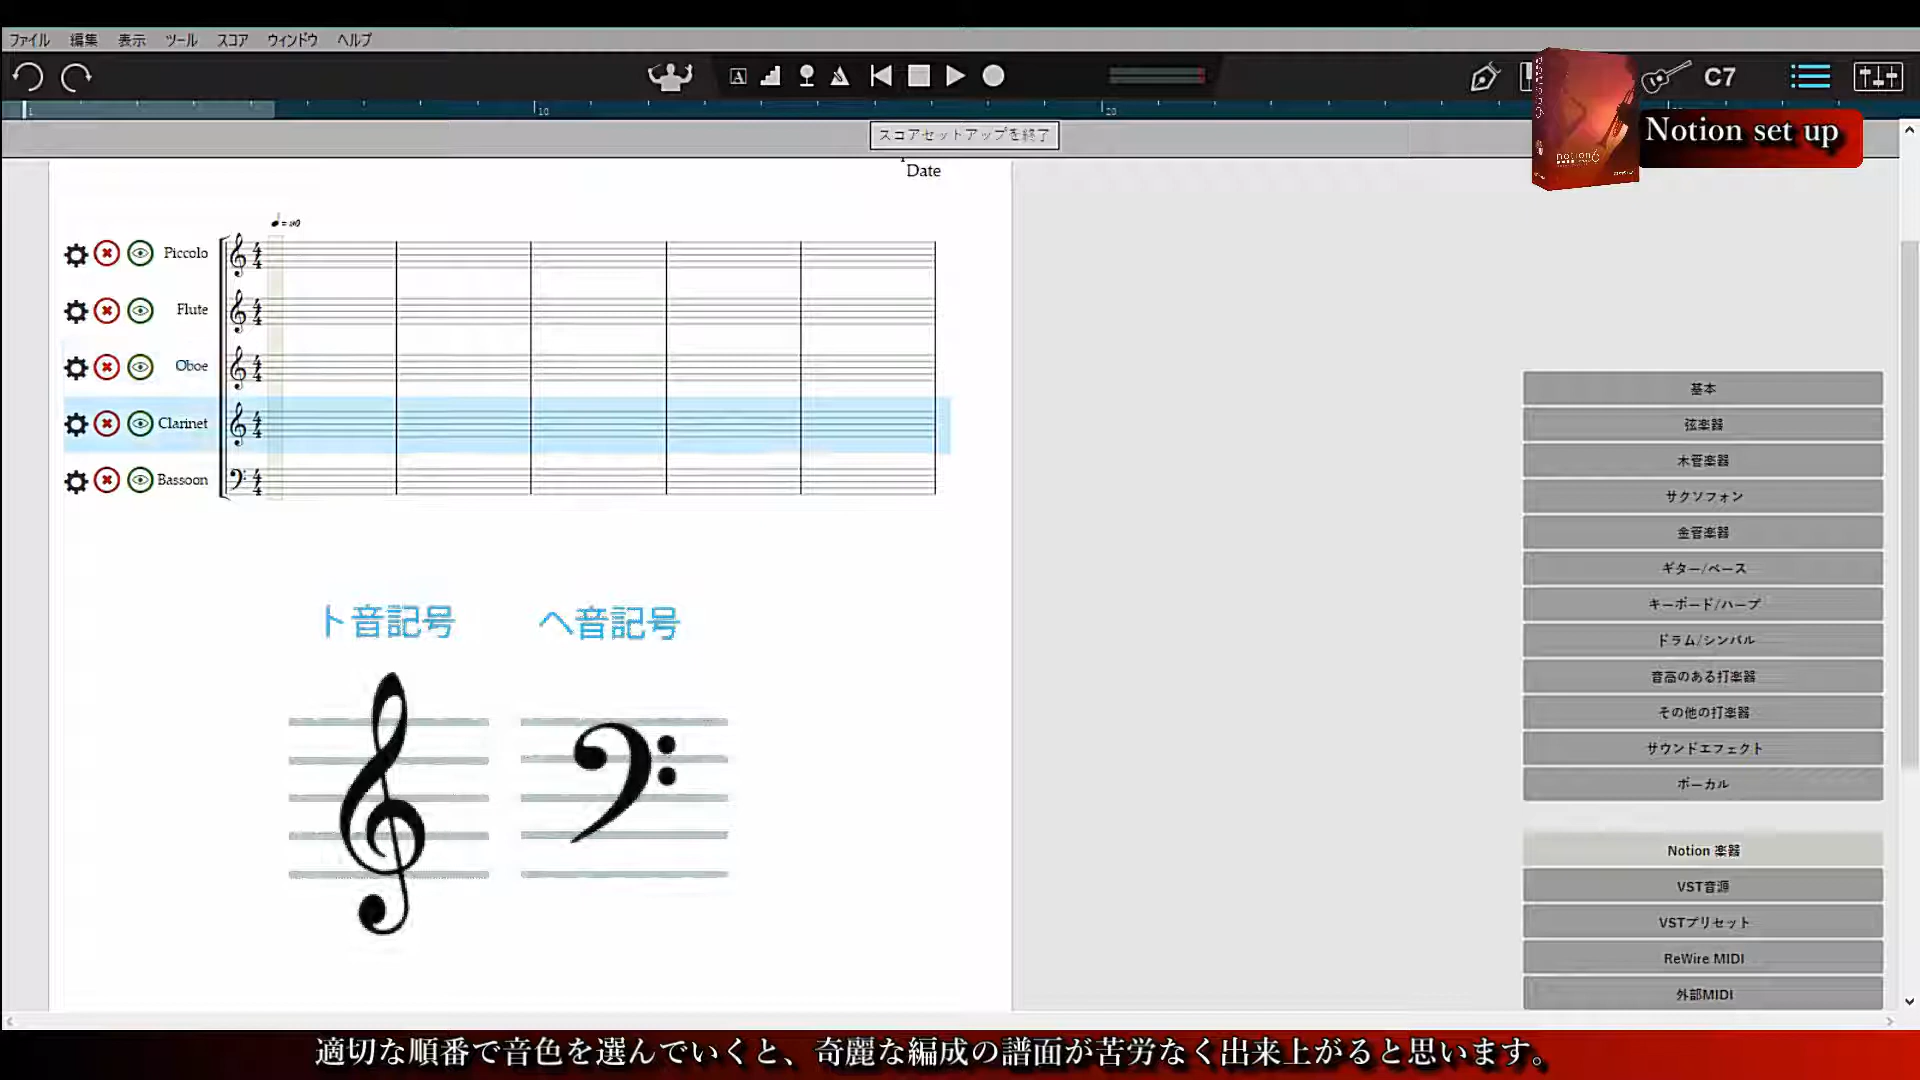 ファイル 編集 表示 ツール スコア ウィンドウ ヘルプ
A
C7
1 10 20
スコアセットアップを終了
Notion set up
notion6
Date
Piccolo
Flute
Oboe
Clarinet
Bassoon
ト音記号 ヘ音記号
基本
弦楽器
木管楽器
サクソフォン
金管楽器
ギター/ベース
キーボード/ハープ
ドラム/シンバル
音高のある打楽器
その他の打楽器
サウンドエフェクト
ボーカル
Notion 楽器
VST音源
VSTプリセット
ReWire MIDI
外部MIDI
適切な順番で音色を選んでいくと、奇麗な編成の譜面が苦労なく出来上がると思います。